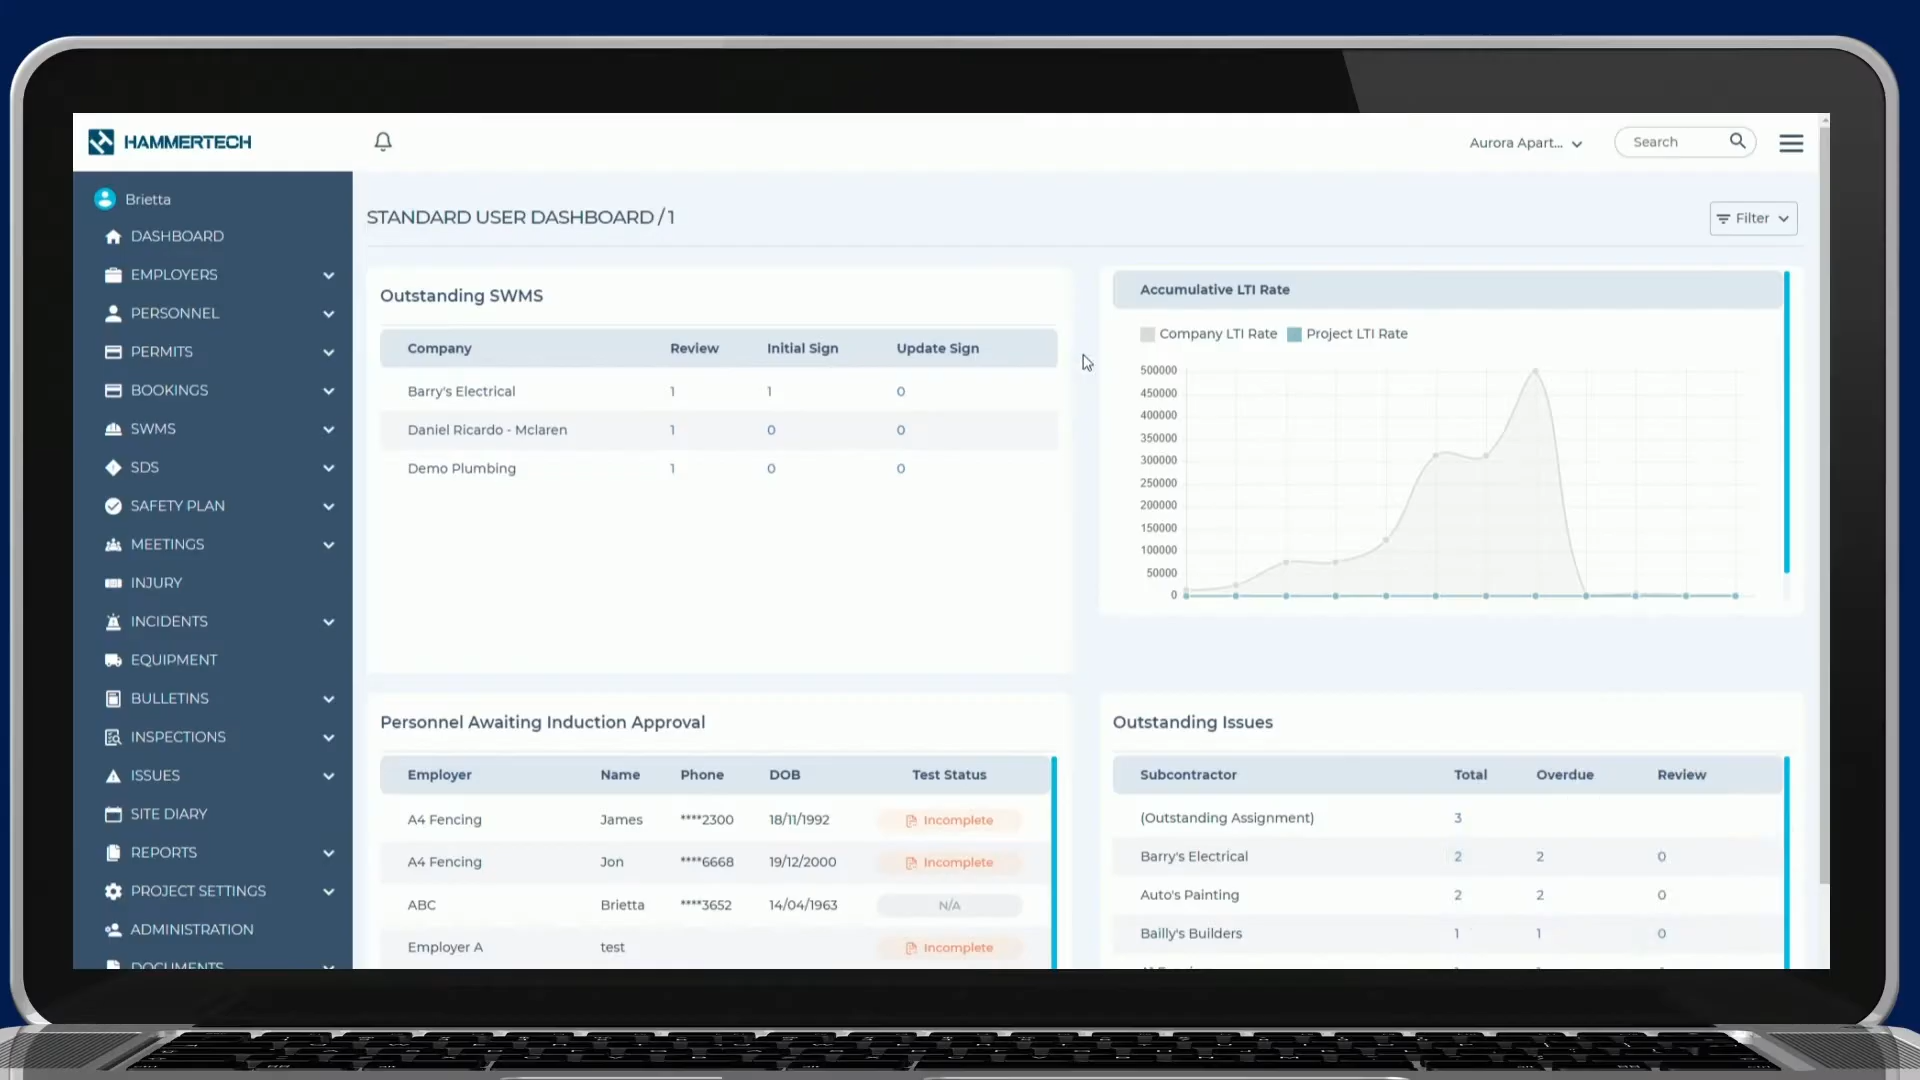 HAMMERTECH
Aurora Apart...
Search
Brietta
DASHBOARD
EMPLOYERS
PERSONNEL
PERMITS
BOOKINGS
SWMS
SDS
SAFETY PLAN
MEETINGS
INJURY
INCIDENTS
EQUIPMENT
BULLETINS
INSPECTIONS
ISSUES
SITE DIARY
REPORTS
PROJECT SETTINGS
ADMINISTRATION
DOCUMENTS
STANDARD USER DASHBOARD / 1
Filter
Outstanding SWMS
Company Review Initial Sign Update Sign
Barry's Electrical 1 1 0
Daniel Ricardo - Mclaren 1 0 0
Demo Plumbing 1 0 0
Accumulative LTI Rate
Company LTI Rate Project LTI Rate
500000
450000
400000
350000
300000
250000
200000
150000
100000
50000
0
Personnel Awaiting Induction Approval
Employer Name Phone DOB Test Status
A4 Fencing James ****2300 18/11/1992 Incomplete
A4 Fencing Jon ****6668 19/12/2000 Incomplete
ABC Brietta ****3652 14/04/1963 N/A
Employer A test Incomplete
Outstanding Issues
Subcontractor Total Overdue Review
(Outstanding Assignment) 3
Barry's Electrical 2 2 0
Auto's Painting 2 2 0
Bailly's Builders 1 1 0